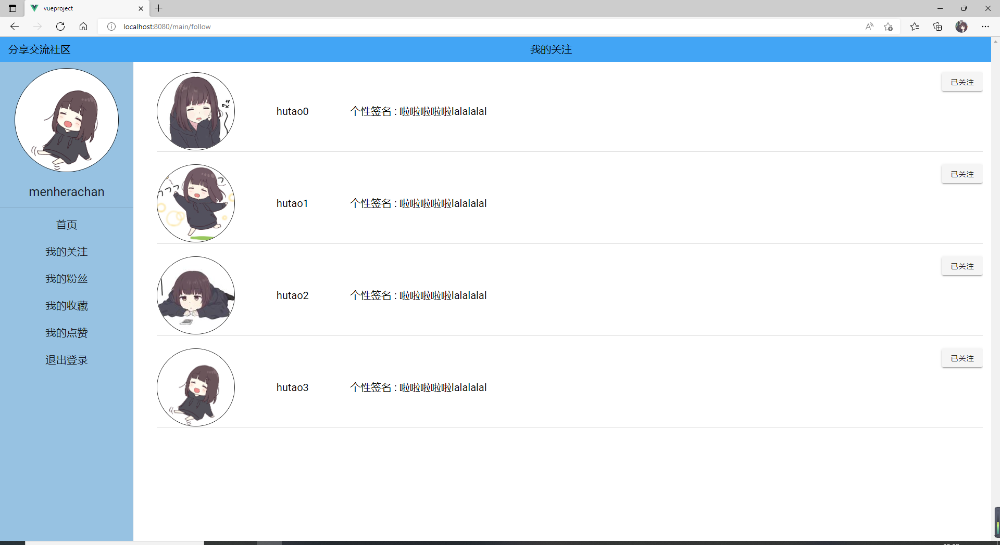 vueproject
localhost:8080/main/follow
分享交流社区
我的关注
menherachan
首页
我的关注
我的粉丝
我的收藏
我的点赞
退出登录
hutao0
个性签名 : 啦啦啦啦啦lalalalal
已关注
hutao1
个性签名 : 啦啦啦啦啦lalalalal
已关注
hutao2
个性签名 : 啦啦啦啦啦lalalalal
已关注
hutao3
个性签名 : 啦啦啦啦啦lalalalal
已关注